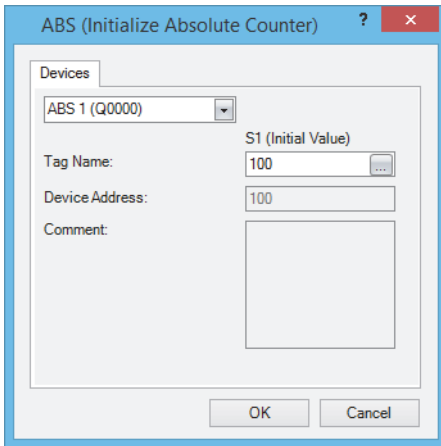 ABS (Initialize Absolute Counter) ? ×
Devices
ABS 1 (Q0000)
S1 (Initial Value)
Tag Name: 100 ...
Device Address: 100
Comment:
OK Cancel